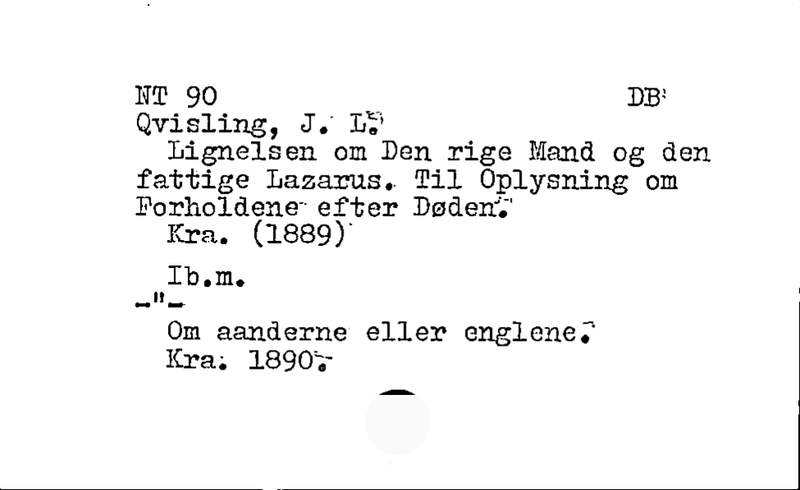 NT 90 DB
Qvisling, J. L.
Lignelsen om Den rige Mand og den
fattige Lazarus. Til Oplysning om
Forholdene efter Døden.
Kra. (1889)
Ib.m.
-"-
Om aanderne eller englene.
Kra. 1890.